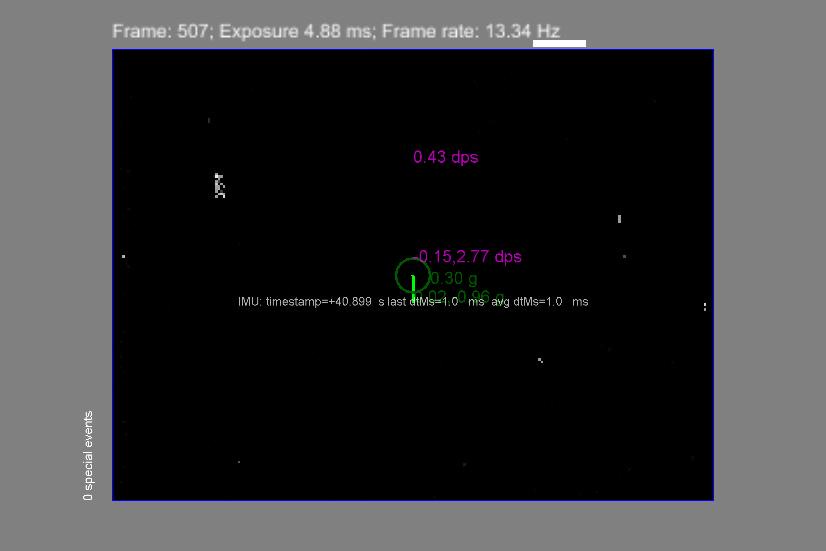 Frame: 507; Exposure 4.88 ms; Frame rate: 13.34 Hz
0.43 dps
-0.15,2.77 dps
0.30 g
IMU: timestamp=+40.899 s last dtMs=1.0 ms avg dtMs=1.0 ms
0 special events